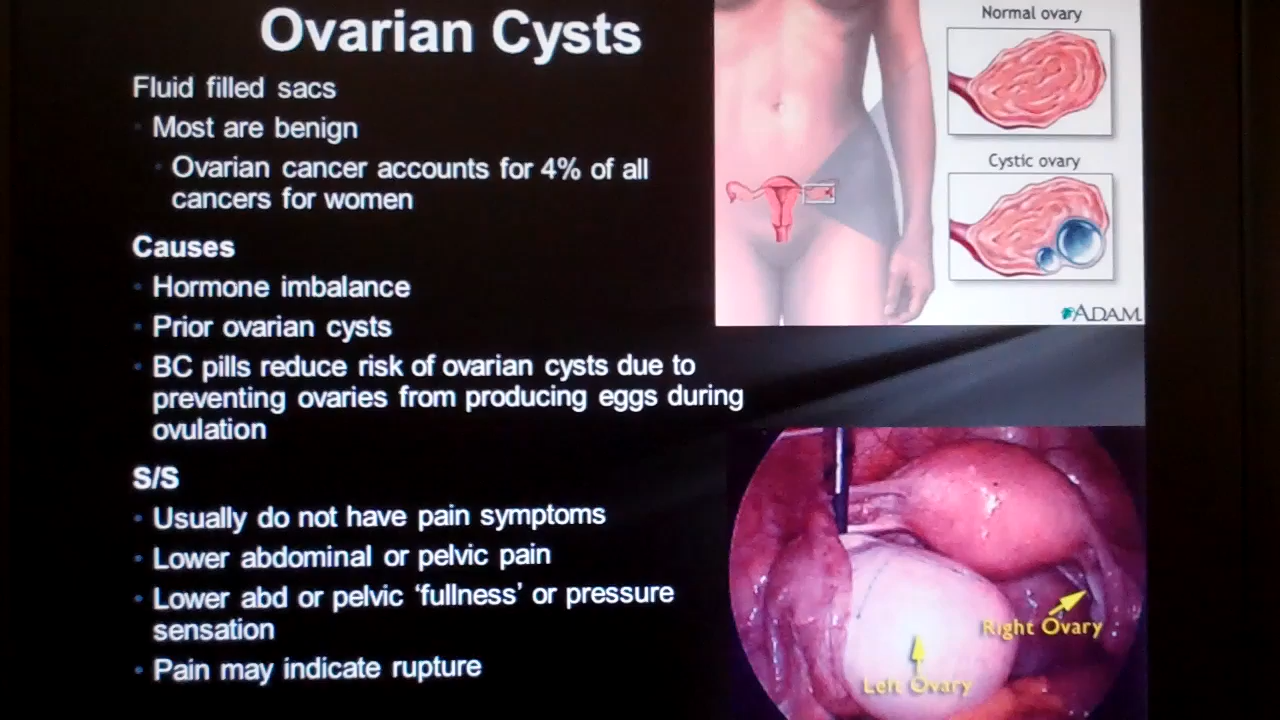 Ovarian Cysts
Fluid filled sacs
Most are benign
Ovarian cancer accounts for 4% of all
cancers for women
Causes
Hormone imbalance
Prior ovarian cysts
BC pills reduce risk of ovarian cysts due to
preventing ovaries from producing eggs during
ovulation
S/S
Usually do not have pain symptoms
Lower abdominal or pelvic pain
Lower abd or pelvic ‘fullness’ or pressure
sensation
Pain may indicate rupture
Normal ovary
Cystic ovary
ADAM
Right Ovary
Left Ovary